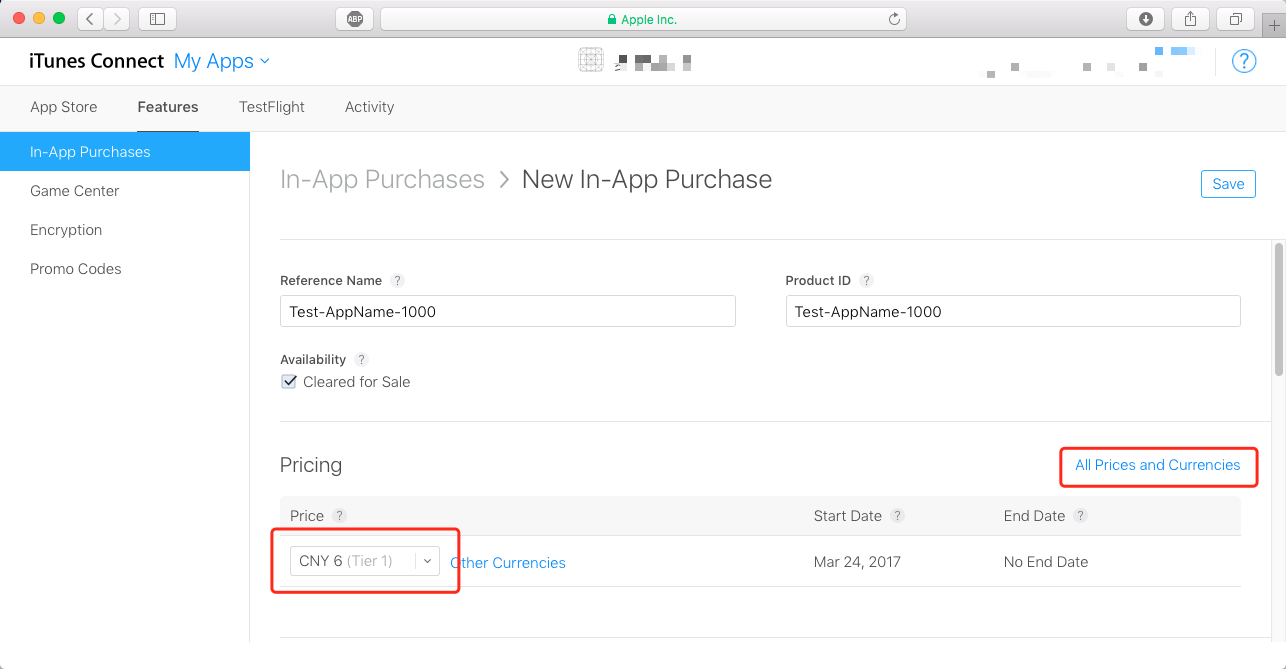 ABP
Apple Inc.
iTunes Connect My Apps
?
App Store Features TestFlight Activity
In-App Purchases
Game Center
Encryption
Promo Codes
In-App Purchases > New In-App Purchase
Save
Reference Name ? Product ID ?
Test-AppName-1000 Test-AppName-1000
Availability ?
Cleared for Sale
Pricing All Prices and Currencies
Price ? Start Date ? End Date ?
CNY 6 (Tier 1) Other Currencies Mar 24, 2017 No End Date